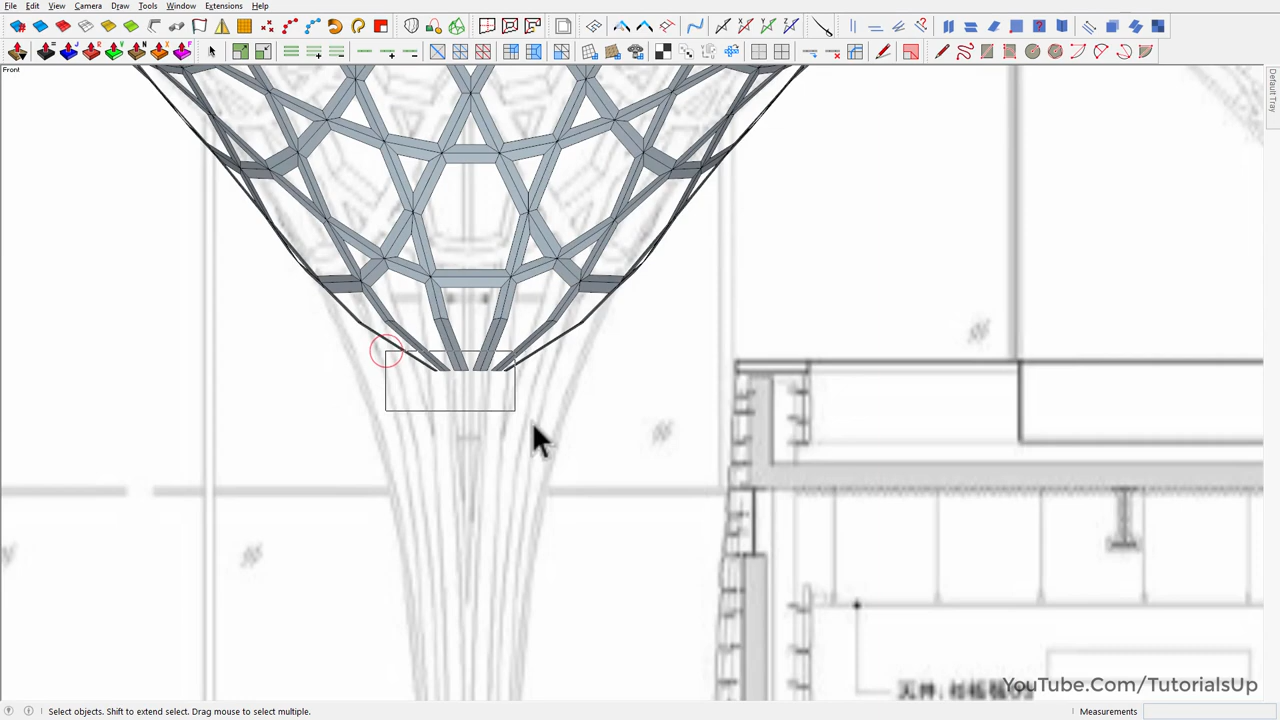 File Edit View Camera Draw Tools Window Extensions Help
Front
Default Tray
YouTube.Com/TutorialsUp
Select objects. Shift to extend select. Drag mouse to select multiple.
Measurements